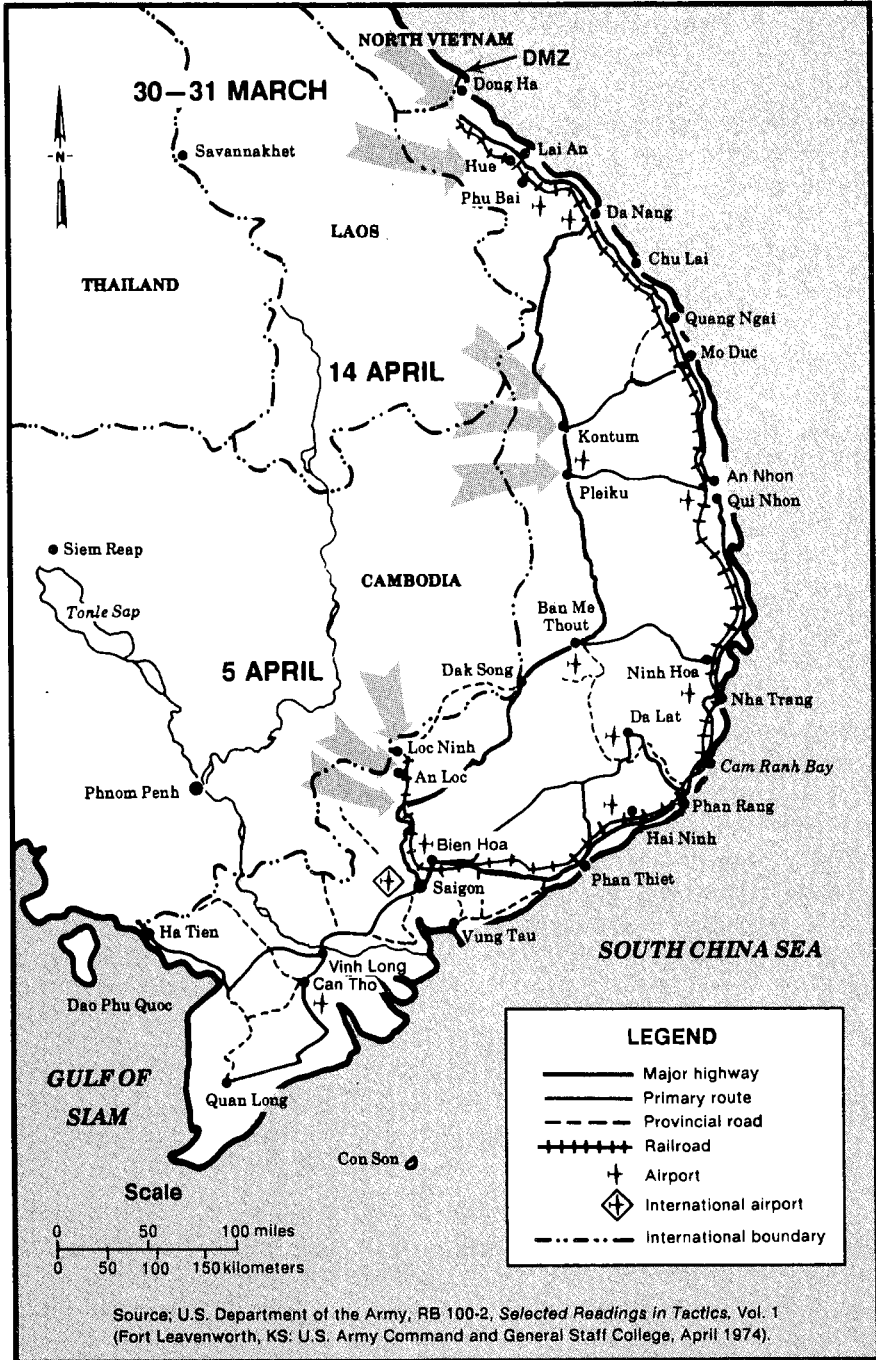 NORTH VIETNAM
DMZ
30–31 MARCH
Dong Ha
N
Savannakhet
Lai An
Hue
Phu Bai
Da Nang
LAOS
Chu Lai
THAILAND
Quang Ngai
Mo Duc
14 APRIL
Kontum
An Nhon
Pleiku
Qui Nhon
Siem Reap
CAMBODIA
Tonle Sap
Ban Me
Thout
5 APRIL
Dak Song
Ninh Hoa
Nha Trang
Da Lat
Loc Ninh
Cam Ranh Bay
An Loc
Phnom Penh
Phan Rang
Hai Ninh
Bien Hoa
Saigon
Phan Thiet
Ha Tien
Vung Tau
SOUTH CHINA SEA
Vinh Long
Can Tho
Dao Phu Quoc
GULF OF
SIAM
Quan Long
Con Son
LEGEND
Major highway
Primary route
Provincial road
Railroad
Airport
International airport
International boundary
Scale
0 50 100 miles
0 50 100 150 kilometers
Source; U.S. Department of the Army, RB 100-2, Selected Readings in Tactics, Vol. 1
(Fort Leavenworth, KS: U.S. Army Command and General Staff College, April 1974).